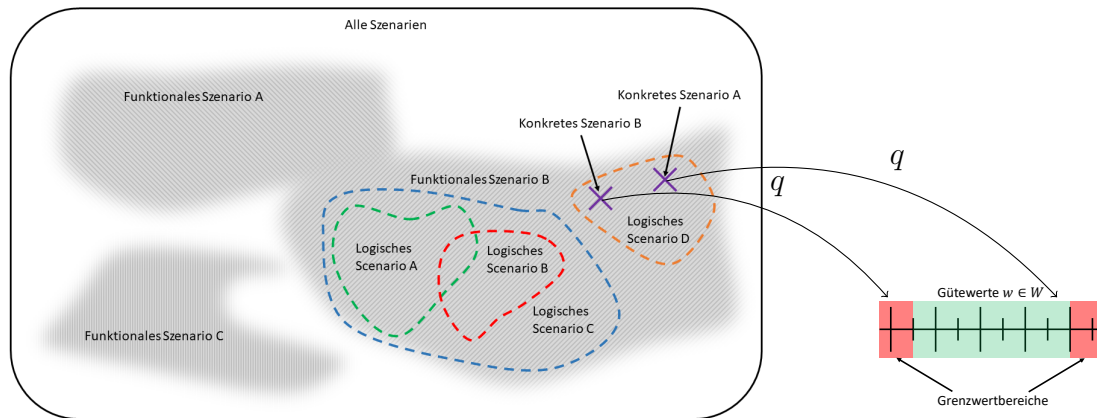 Alle Szenarien
Funktionales Szenario A
Konkretes Szenario A
Konkretes Szenario B
Funktionales Szenario B
Logisches
Scenario D
Logisches
Scenario A
Logisches
Scenario B
Logisches
Scenario C
Funktionales Szenario C
q
q
Gütewerte w ∈ W
Grenzwertbereiche